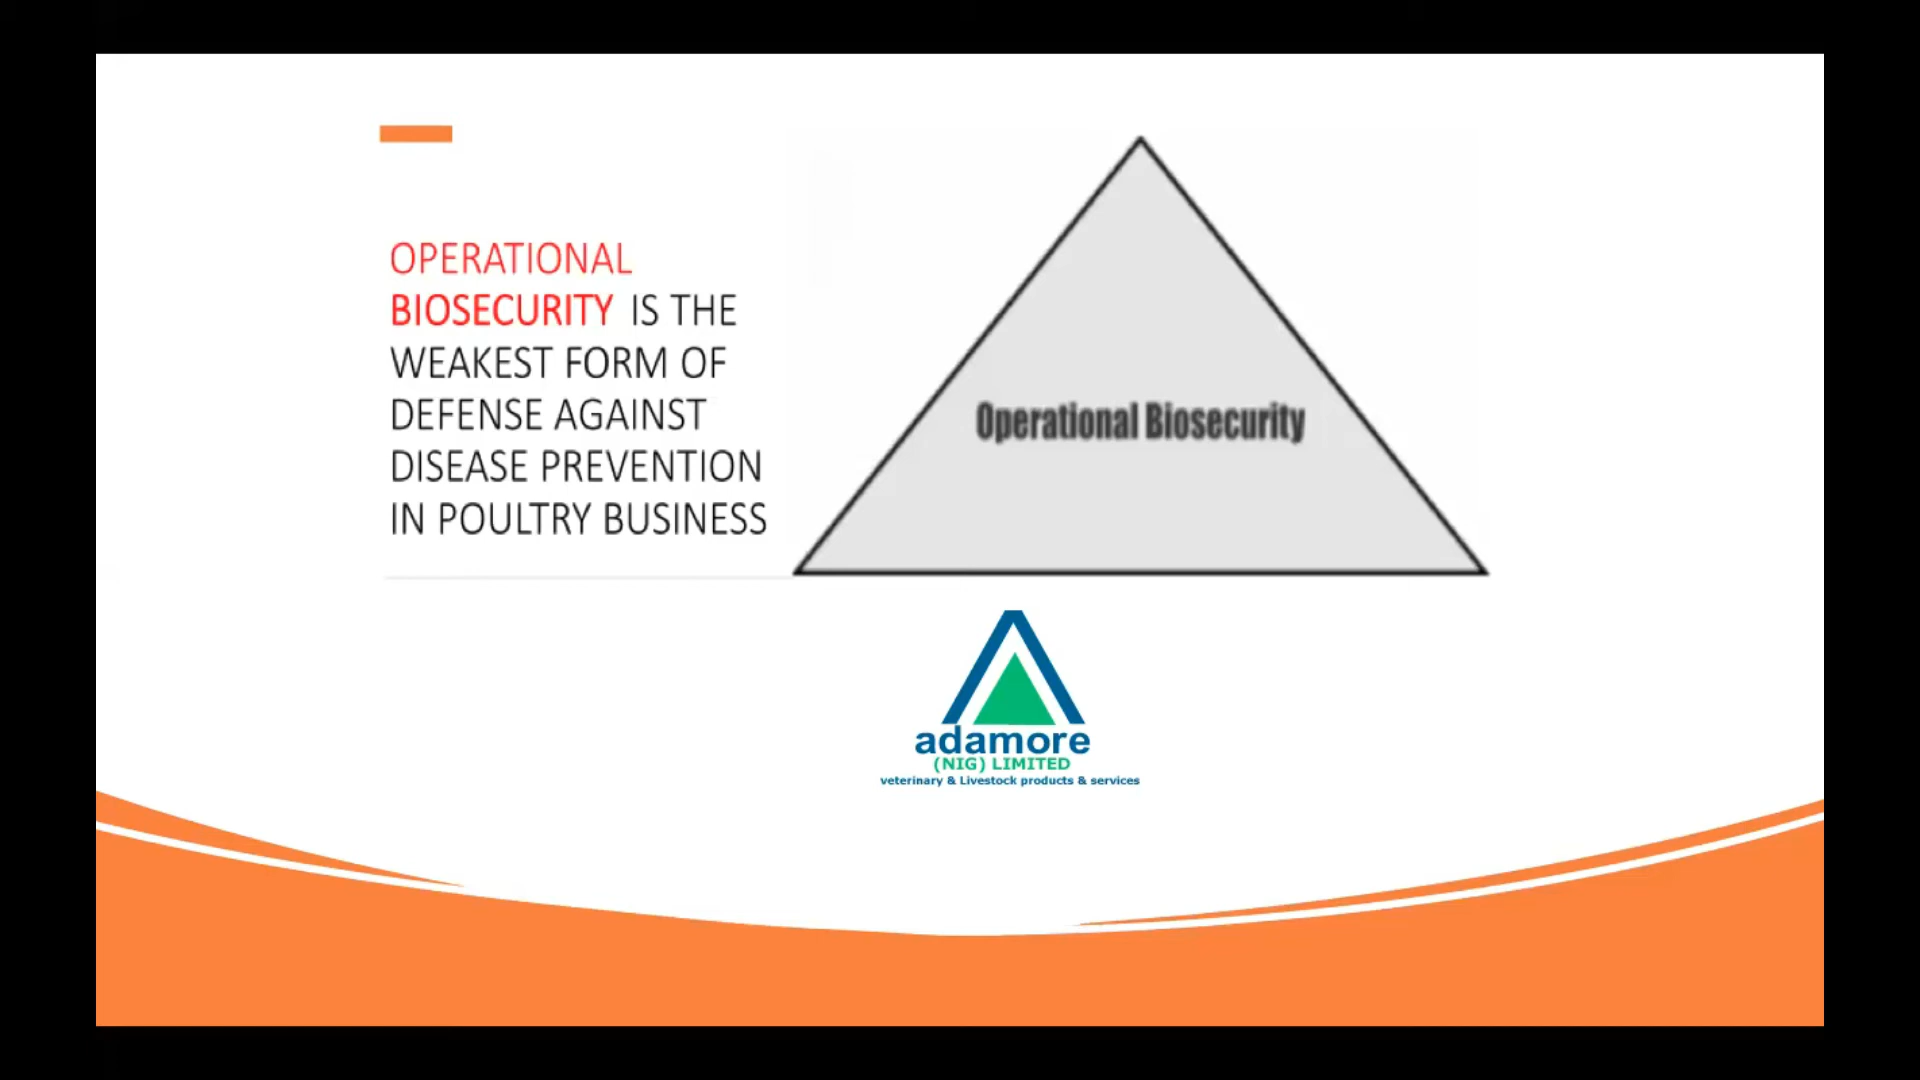 OPERATIONAL
BIOSECURITY IS THE
WEAKEST FORM OF
DEFENSE AGAINST
DISEASE PREVENTION
IN POULTRY BUSINESS
Operational Biosecurity
adamore
(NIG) LIMITED
veterinary & Livestock products & services